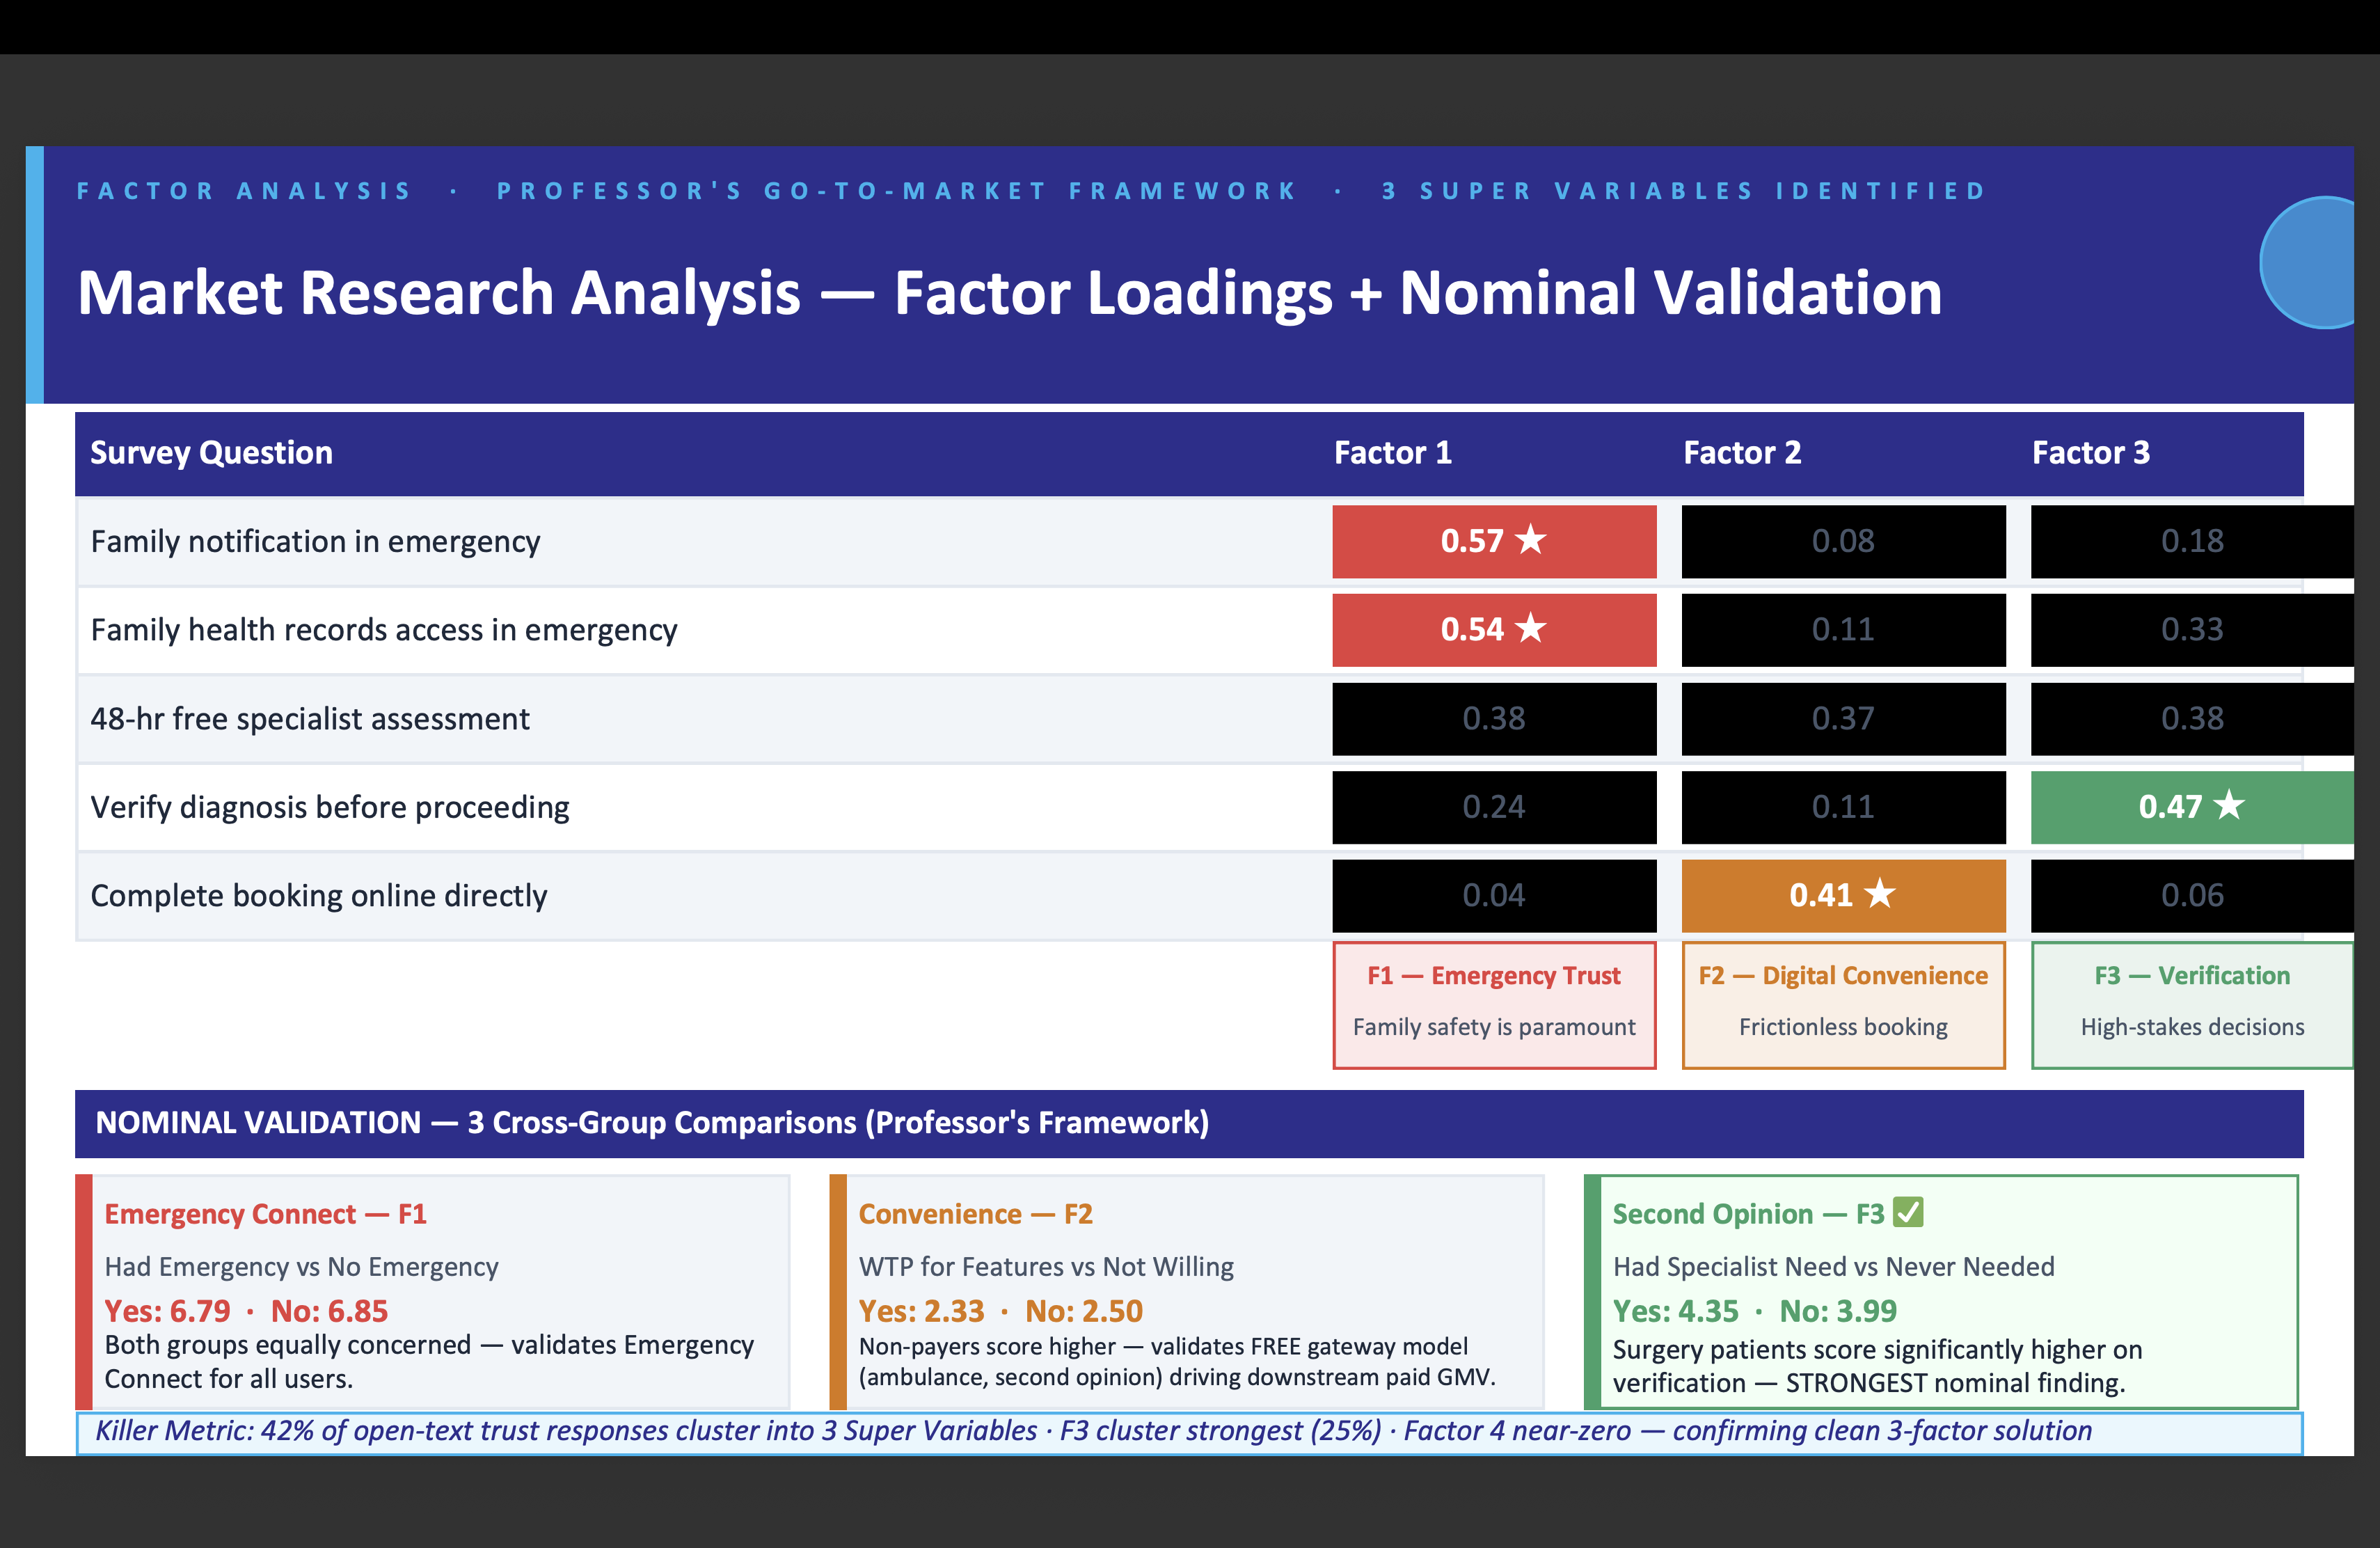 FACTOR ANALYSIS · PROFESSOR'S GO-TO-MARKET FRAMEWORK · 3 SUPER VARIABLES IDENTIFIED
Market Research Analysis — Factor Loadings + Nominal Validation
Survey Question Factor 1 Factor 2 Factor 3
Family notification in emergency 0.57 ★ 0.08 0.18
Family health records access in emergency 0.54 ★ 0.11 0.33
48-hr free specialist assessment 0.38 0.37 0.38
Verify diagnosis before proceeding 0.24 0.11 0.47 ★
Complete booking online directly 0.04 0.41 ★ 0.06
F1 — Emergency Trust F2 — Digital Convenience F3 — Verification
Family safety is paramount Frictionless booking High-stakes decisions
NOMINAL VALIDATION — 3 Cross-Group Comparisons (Professor's Framework)
Emergency Connect — F1
Had Emergency vs No Emergency
Yes: 6.79 · No: 6.85
Both groups equally concerned — validates Emergency
Connect for all users.
Convenience — F2
WTP for Features vs Not Willing
Yes: 2.33 · No: 2.50
Non-payers score higher — validates FREE gateway model
(ambulance, second opinion) driving downstream paid GMV.
Second Opinion — F3 ✅
Had Specialist Need vs Never Needed
Yes: 4.35 · No: 3.99
Surgery patients score significantly higher on
verification — STRONGEST nominal finding.
Killer Metric: 42% of open-text trust responses cluster into 3 Super Variables · F3 cluster strongest (25%) · Factor 4 near-zero — confirming clean 3-factor solution